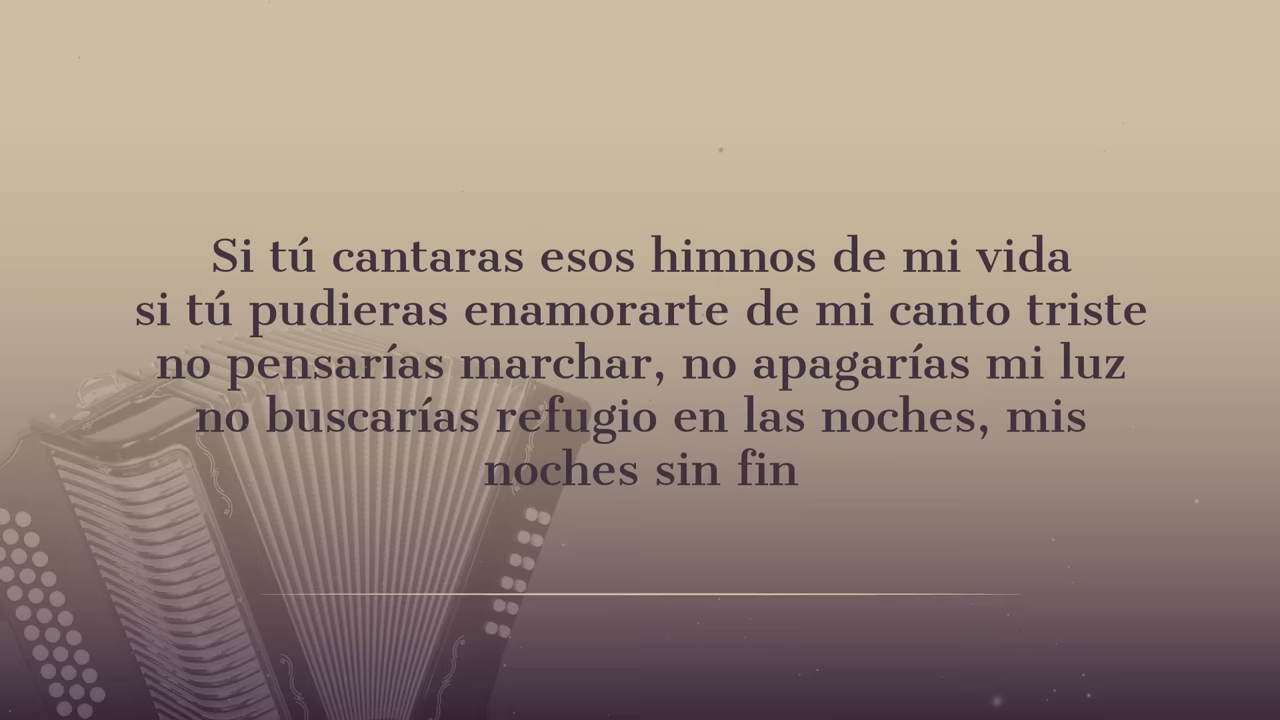 Si tú cantaras esos himnos de mi vida
si tú pudieras enamorarte de mi canto triste
no pensarías marchar, no apagarías mi luz
no buscarías refugio en las noches, mis
noches sin fin